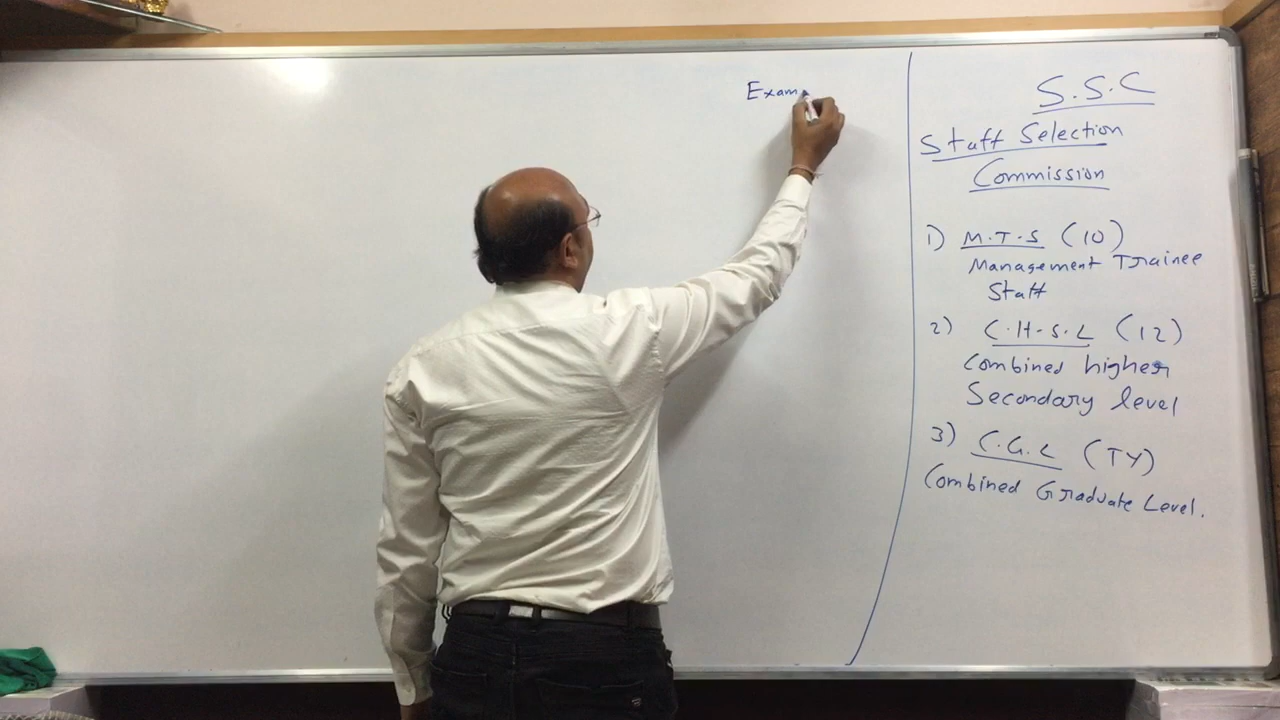 Exam
S.S.C
Staff Selection
Commission
1) M.T.S (10)
Management Trainee
Staff
2) C.H.S.L (12)
Combined higher
Secondary level
3) C.G.L (TY)
Combined Graduate Level.